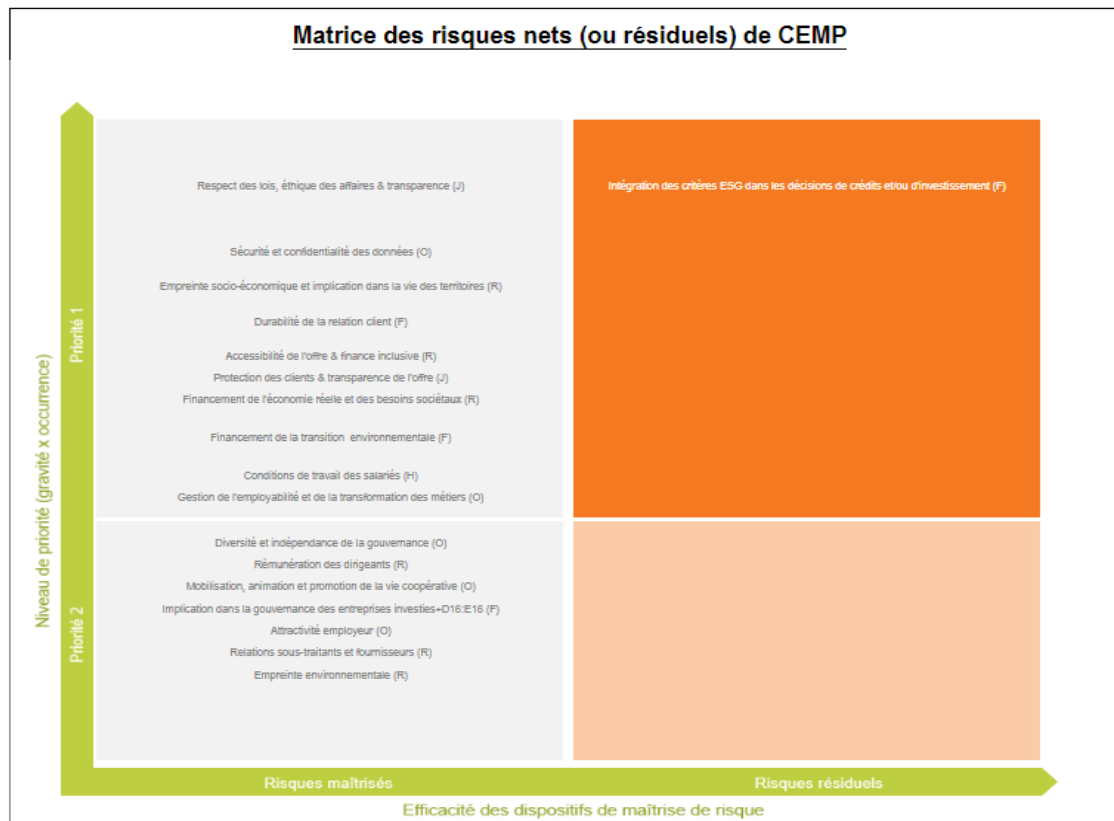 Matrice des risques nets (ou résiduels) de CEMP
Respect des lois, éthique des affaires & transparence (J)
Intégration des critères ESG dans les décisions de crédits et/ou d'investissement (F)
Sécurité et confidentialité des données (O)
Empreinte socio-économique et implication dans la vie des territoires (R)
Durabilité de la relation client (F)
Accessibilité de l'offre & finance inclusive (R)
Protection des clients & transparence de l'offre (J)
Financement de l'économie réelle et des besoins sociétaux (R)
Financement de la transition environnementale (F)
Conditions de travail des salariés (H)
Gestion de l'employabilité et de la transformation des métiers (O)
Diversité et indépendance de la gouvernance (O)
Rémunération des dirigeants (R)
Mobilisation, animation et promotion de la vie coopérative (O)
Implication dans la gouvernance des entreprises investies+D16:E16 (F)
Attractivité employeur (O)
Relations sous-traitants et fournisseurs (R)
Empreinte environnementale (R)
Niveau de priorité (gravité x occurrence)
Priorité 1
Priorité 2
Risques maîtrisés
Risques résiduels
Efficacité des dispositifs de maîtrise de risque